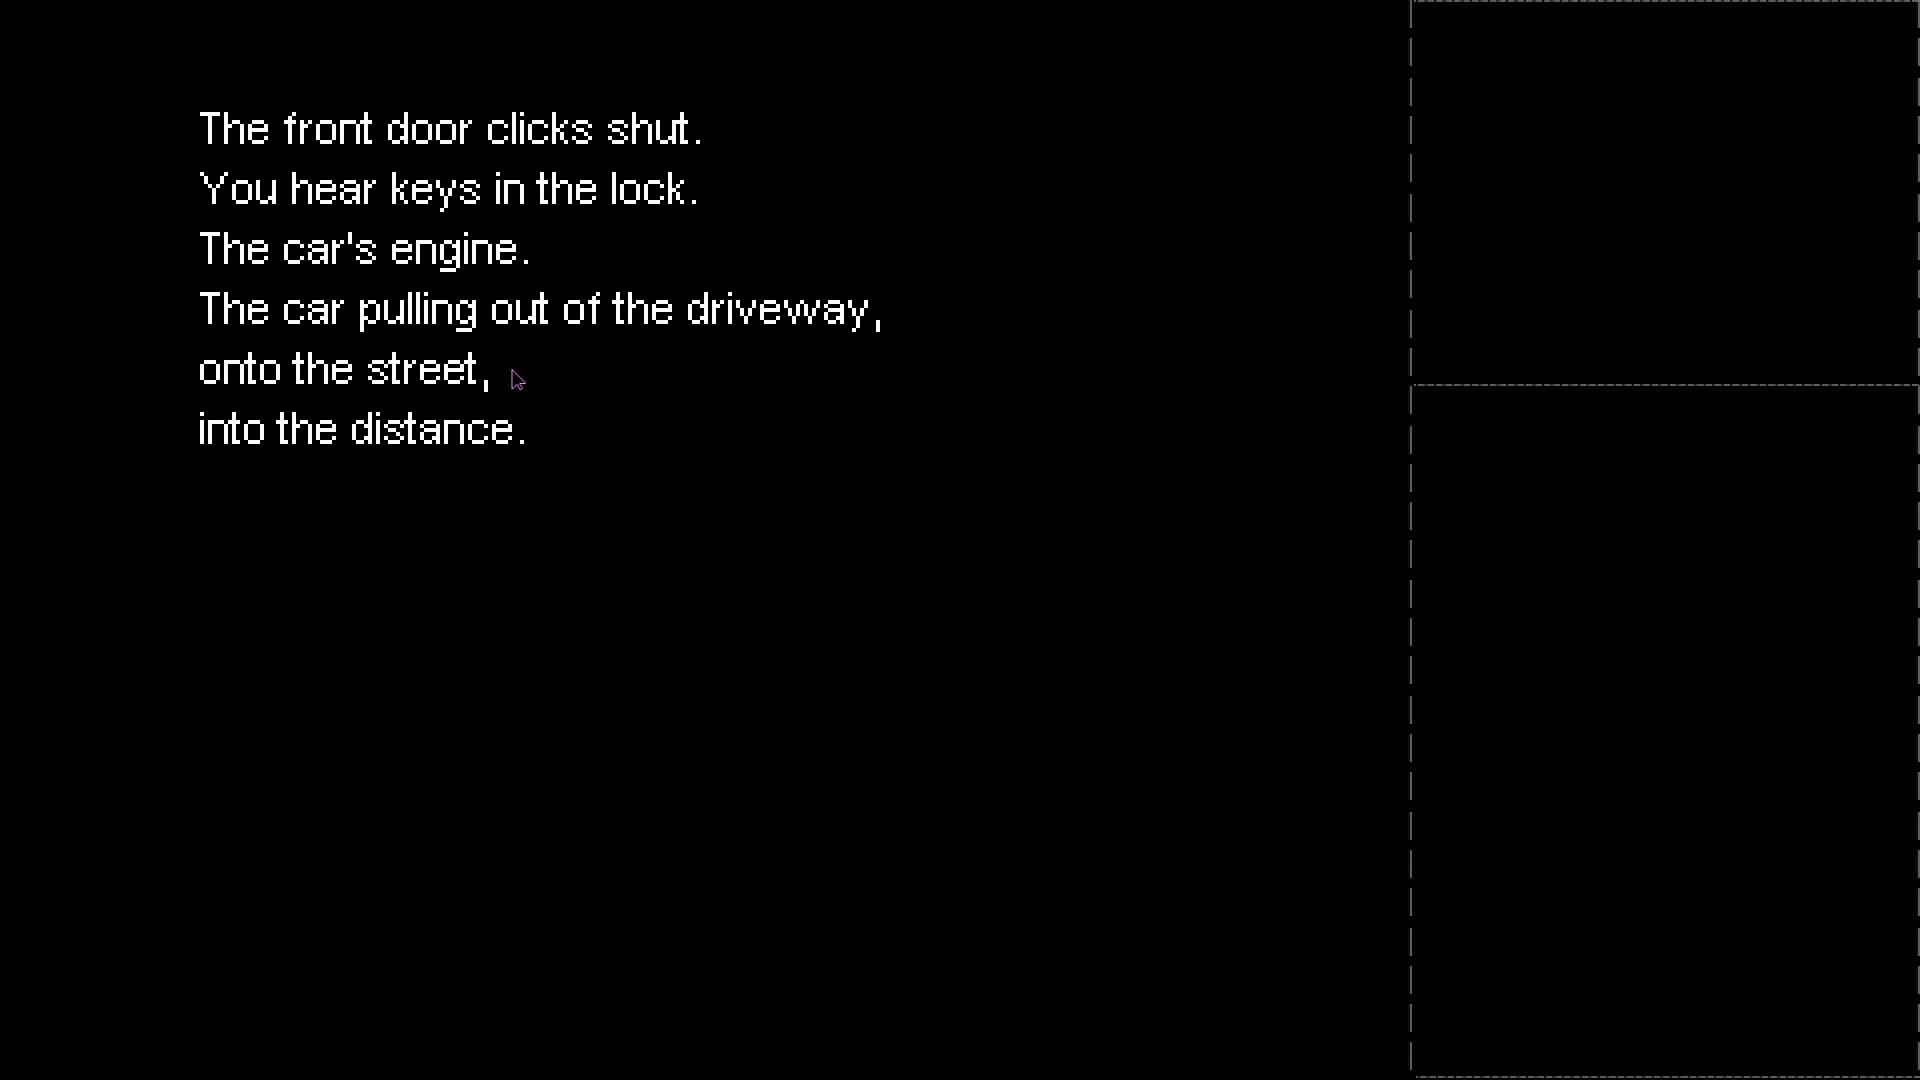 The front door clicks shut.
You hear keys in the lock.
The car's engine.
The car pulling out of the driveway,
onto the street,
into the distance.